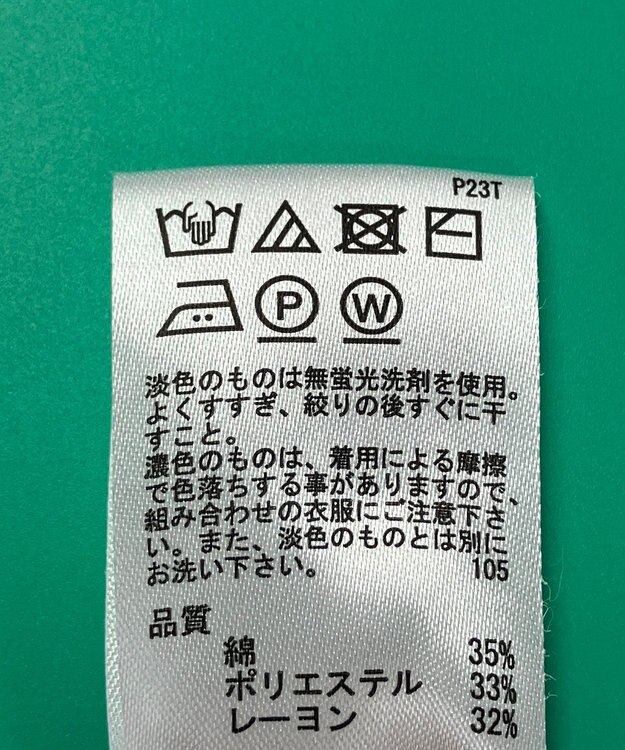 P23T
P
W
淡色のものは無蛍光洗剤を使用。
よくすすぎ、絞りの後すぐに干
すこと。
濃色のものは、着用による摩擦
で色落ちする事がありますので、
組み合わせの衣服にご注意下さ
い。また、淡色のものとは別に
お洗い下さい。 105
品質
綿 35%
ポリエステル 33%
レーヨン 32%